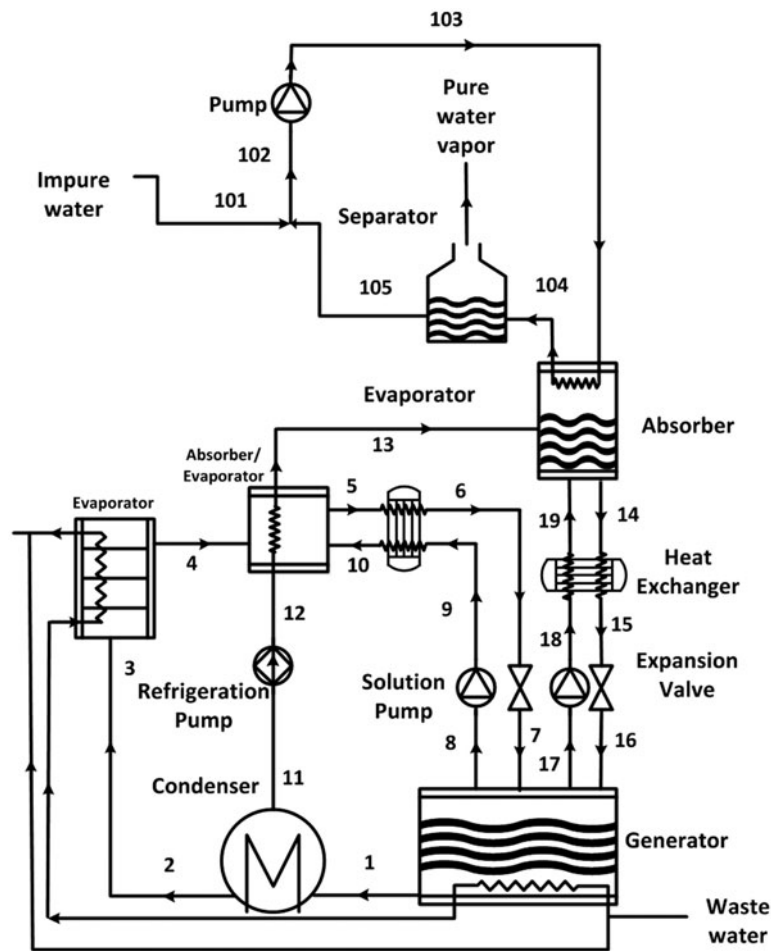 103
Pump
Pure
water
vapor
102
Impure
water
101
Separator
105
104
Evaporator
13
Absorber
Absorber/
Evaporator
Evaporator
5
6
19
14
4
10
Heat
Exchanger
12
9
18
15
3
Refrigeration
Pump
Solution
Pump
Expansion
Valve
8
7
17
16
Condenser
11
Generator
2
1
Waste
water